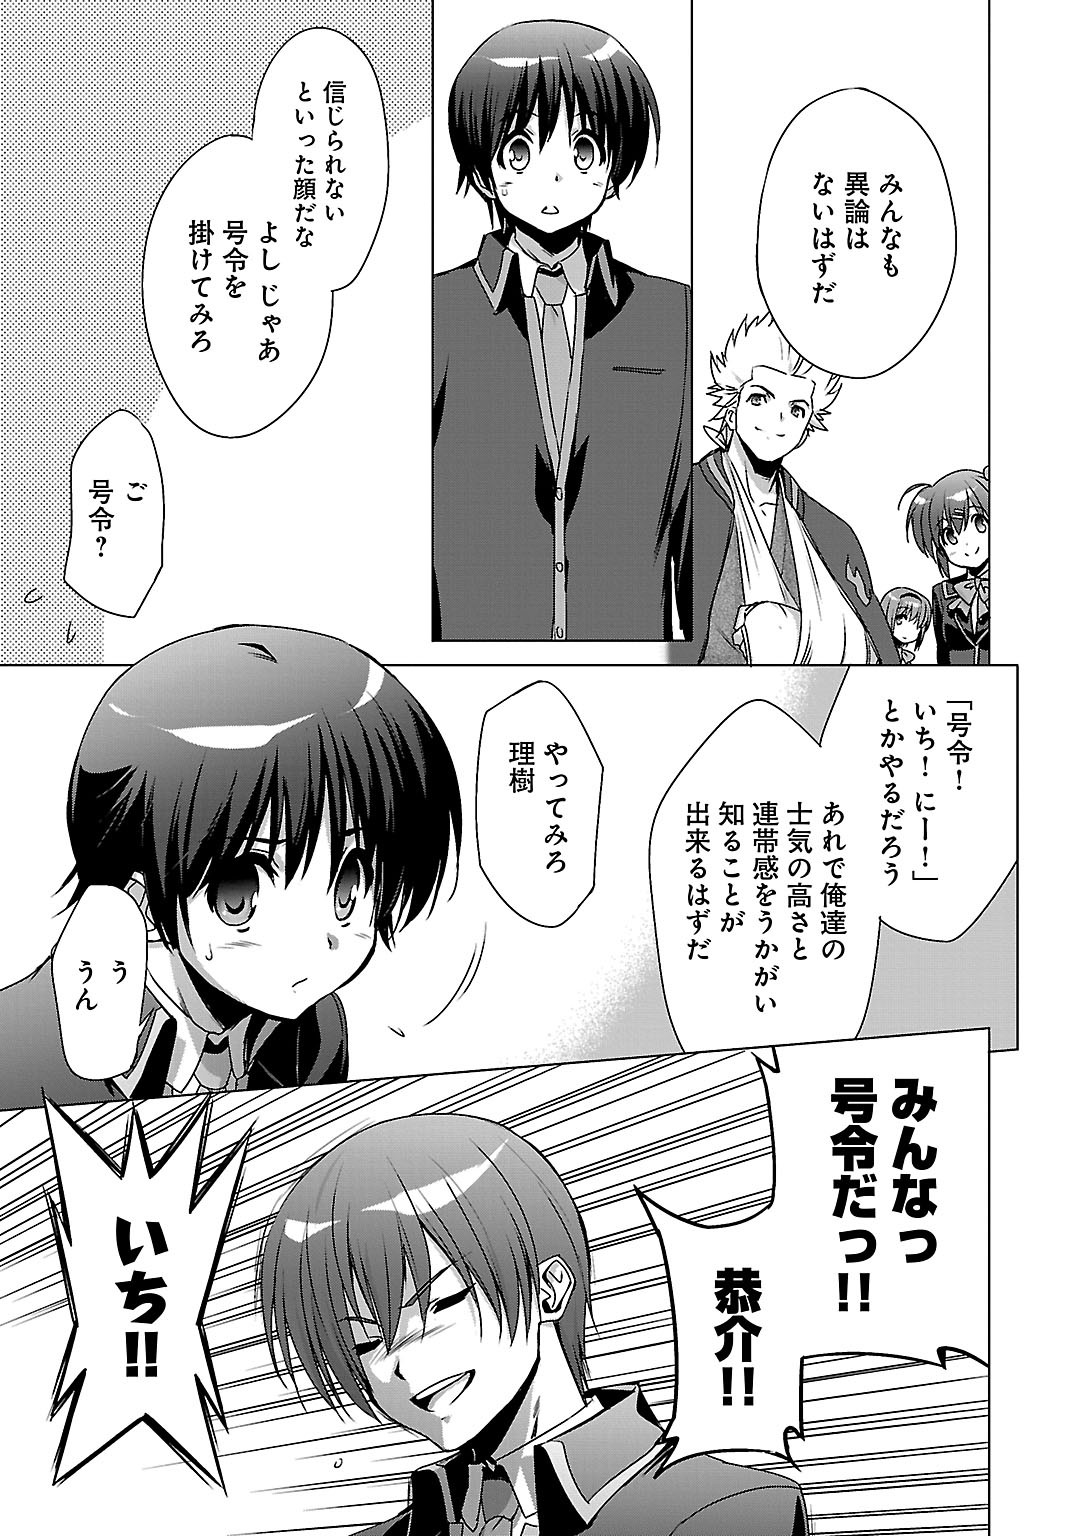 みんなも
異論は
ないはずだ
信じられない
といった顔だな
よし じゃあ
号令を
掛けてみろ
ご
号令？
「号令！
いち！にー！」
とかやるだろう
あれで俺達の
士気の高さと
連帯感をうかがい
知ることが
出来るはずだ
やってみろ
理樹
う
うん
みんなっ
号令だっ!!
恭介!!
いち!!